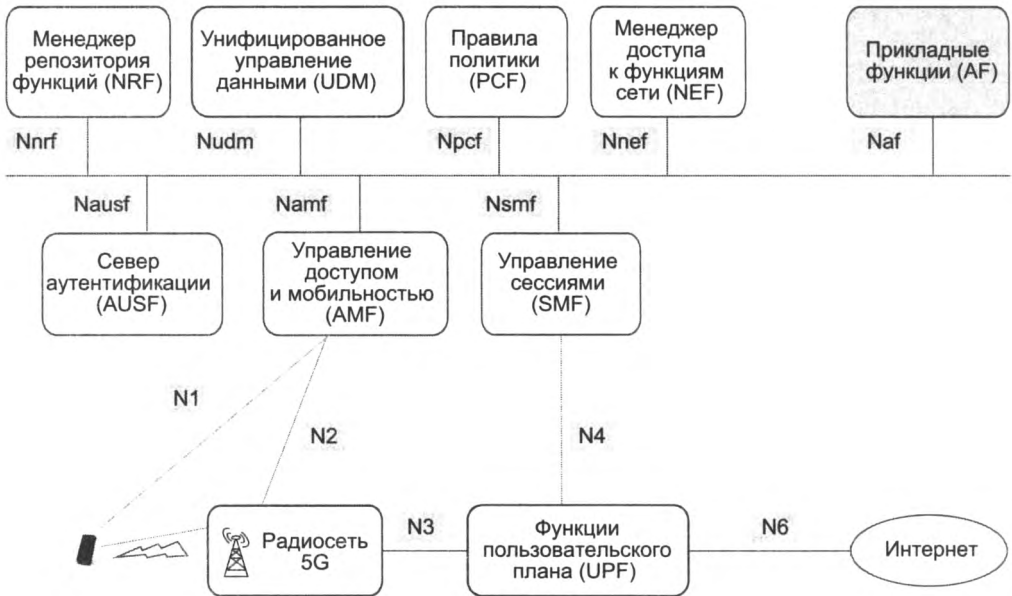 Менеджер
репозитория
функций (NRF)
Унифицированное
управление
данными (UDM)
Правила
политики
(PCF)
Менеджер
доступа
к функциям
сети (NEF)
Прикладные
функции (AF)
Nnrf
Nudm
Npcf
Nnef
Naf
Nausf
Namf
Nsmf
Север
аутентификации
(AUSF)
Управление
доступом
и мобильностью
(AMF)
Управление
сессиями
(SMF)
N1
N2
N4
Радиосеть
5G
N3
Функции
пользовательского
плана (UPF)
N6
Интернет